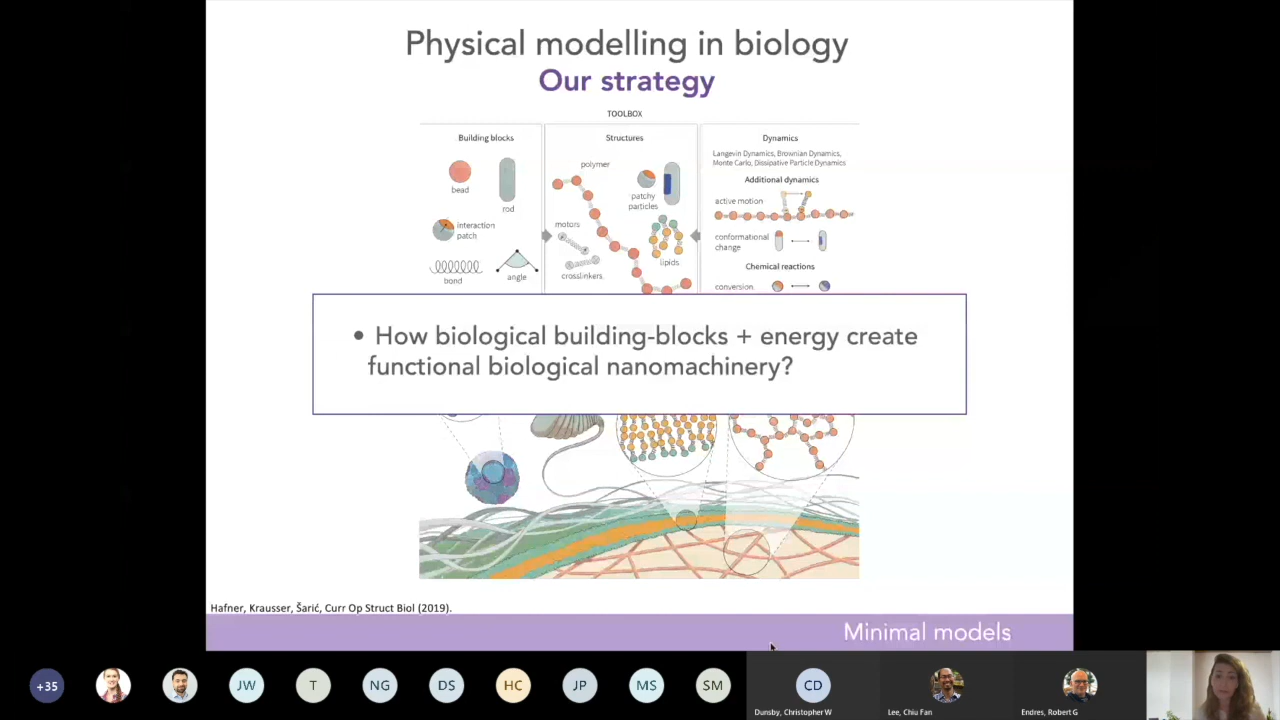 Physical modelling in biology
Our strategy
TOOLBOX
Building blocks
bead
rod
interaction
patch
bond
angle
Structures
polymer
patchy
particles
motors
lipids
crosslinkers
Dynamics
Langevin Dynamics, Brownian Dynamics,
Monte Carlo, Dissipative Particle Dynamics
Additional dynamics
active motion
conformational
change
Chemical reactions
conversion
• How biological building-blocks + energy create
functional biological nanomachinery?
Hafner, Krausser, Šarić, Curr Op Struct Biol (2019).
Minimal models
+35
JW
T
NG
DS
HC
JP
MS
SM
CD
Dunsby, Christopher W
Lee, Chiu Fan
Endres, Robert G